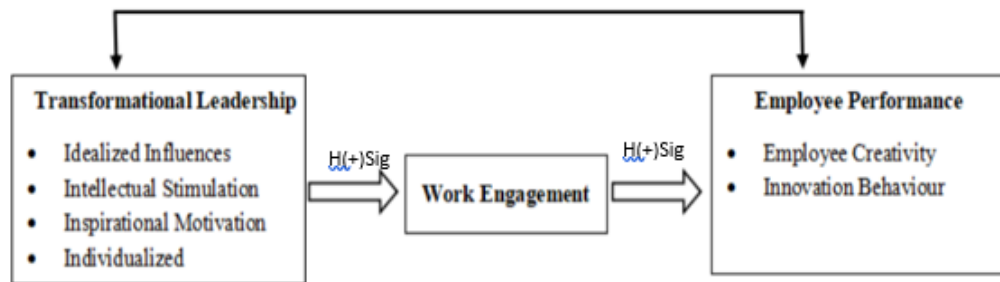 Transformational Leadership
• Idealized Influences
• Intellectual Stimulation
• Inspirational Motivation
• Individualized
H(+)Sig
Work Engagement
H(+)Sig
Employee Performance
• Employee Creativity
• Innovation Behaviour